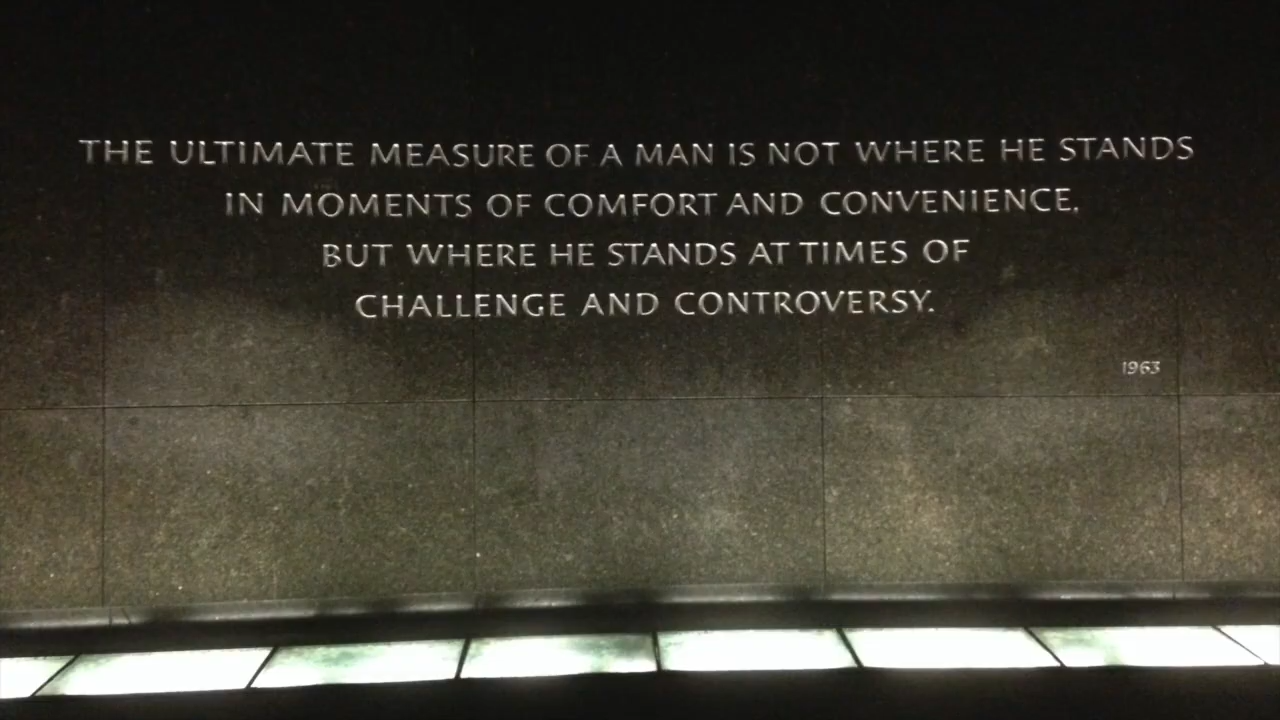 THE ULTIMATE MEASURE OF A MAN IS NOT WHERE HE STANDS
IN MOMENTS OF COMFORT AND CONVENIENCE,
BUT WHERE HE STANDS AT TIMES OF
CHALLENGE AND CONTROVERSY.
1963